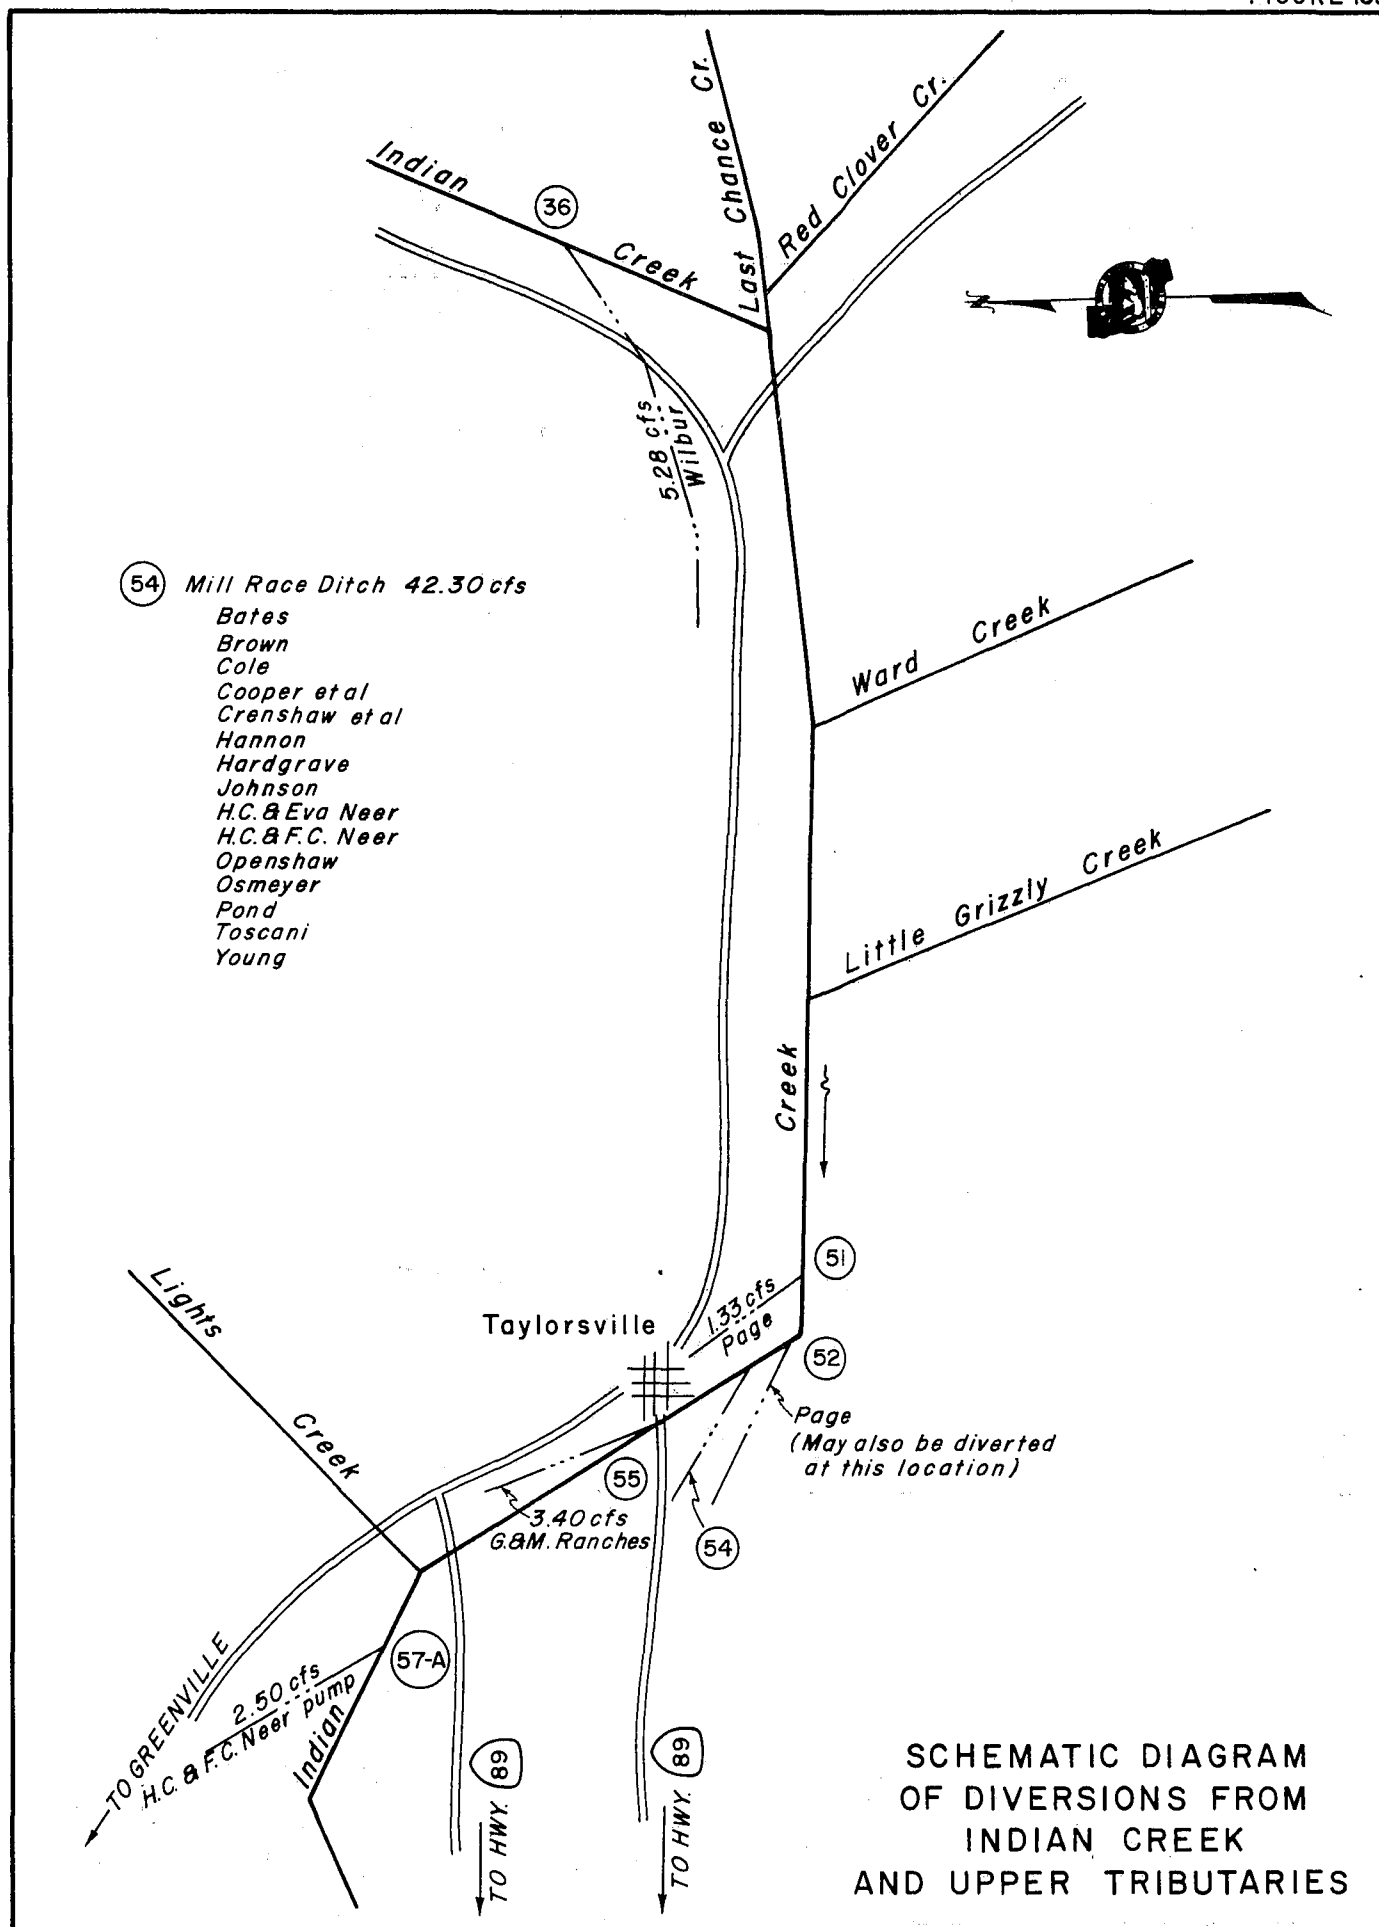 Indian Creek
36
Last Chance Cr.
Red Clover Cr.
N
5.28 cfs
Wilbur
54 Mill Race Ditch 42.30 cfs
Bates
Brown
Cole
Cooper et al
Crenshaw et al
Hannon
Hardgrave
Johnson
H.C. & Eva Neer
H.C. & F.C. Neer
Openshaw
Osmeyer
Pond
Toscani
Young
Ward Creek
Little Grizzly Creek
Creek
51
1.33 cfs
Page
Taylorsville
52
Page
(May also be diverted
at this location)
Lights Creek
55
3.40 cfs
G.&M. Ranches
54
57-A
2.50 cfs
H.C. & F.C. Neer pump
Indian
TO GREENVILLE
TO HWY. 89
TO HWY. 89
SCHEMATIC DIAGRAM
OF DIVERSIONS FROM
INDIAN CREEK
AND UPPER TRIBUTARIES